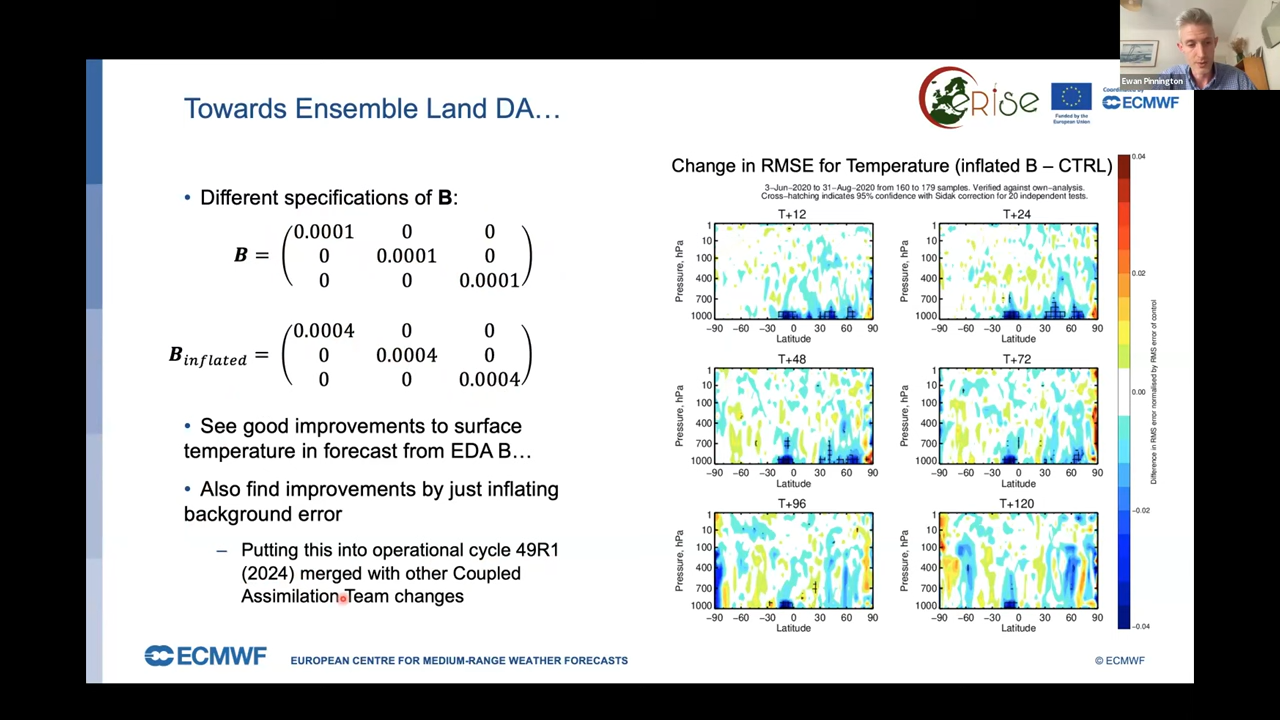 Ewan Pinnington
Towards Ensemble Land DA…
eRISe
Funded by the
European Union
Coordinated by
ECMWF
• Different specifications of B:
0.0001 0 0
B = 0 0.0001 0
0 0 0.0001
0.0004 0 0
B inflated = 0 0.0004 0
0 0 0.0004
• See good improvements to surface
temperature in forecast from EDA B…
• Also find improvements by just inflating
background error
– Putting this into operational cycle 49R1
(2024) merged with other Coupled
Assimilation Team changes
Change in RMSE for Temperature (inflated B – CTRL)
3-Jun-2020 to 31-Aug-2020 from 160 to 179 samples. Verified against own-analysis.
Cross-hatching indicates 95% confidence with Sidak correction for 20 independent tests.
T+12
1
10
100
400
700
1000
Pressure, hPa
-90 -60 -30 0 30 60 90
Latitude
T+24
1
10
100
400
700
1000
Pressure, hPa
-90 -60 -30 0 30 60 90
Latitude
T+48
1
10
100
400
700
1000
Pressure, hPa
-90 -60 -30 0 30 60 90
Latitude
T+72
1
10
100
400
700
1000
Pressure, hPa
-90 -60 -30 0 30 60 90
Latitude
T+96
1
10
100
400
700
1000
Pressure, hPa
-90 -60 -30 0 30 60 90
Latitude
T+120
1
10
100
400
700
1000
Pressure, hPa
-90 -60 -30 0 30 60 90
Latitude
0.04
0.02
0.00
-0.02
-0.04
Difference in RMS error normalised by RMS error of control
ECMWF
EUROPEAN CENTRE FOR MEDIUM-RANGE WEATHER FORECASTS
© ECMWF